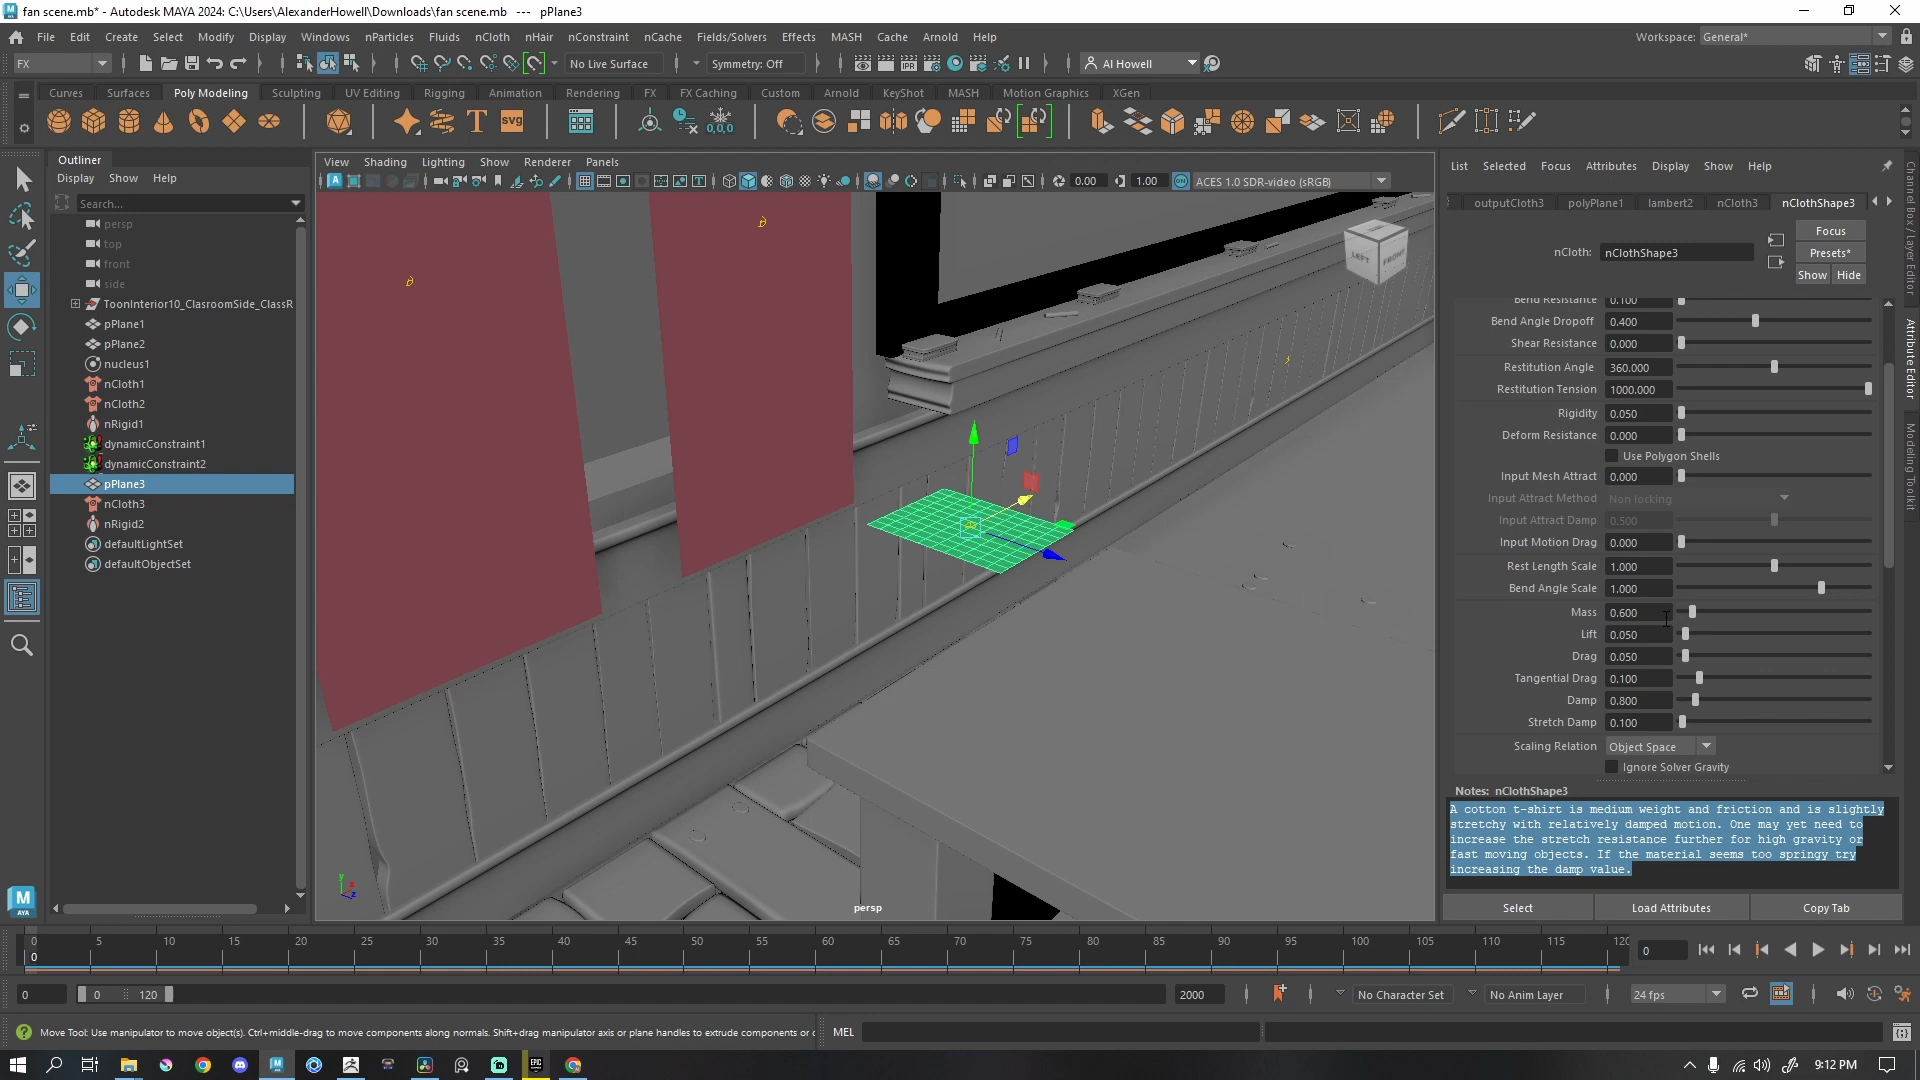 fan scene.mb* - Autodesk MAYA 2024: C:\Users\AlexanderHowell\Downloads\fan scene.mb   ---   pPlane3
File Edit Create Select Modify Display Windows nParticles Fluids nCloth nHair nConstraint nCache Fields/Solvers Effects MASH Cache Arnold Help
Workspace: General*
FX
No Live Surface
Symmetry: Off
Al Howell
Curves Surfaces Poly Modeling Sculpting UV Editing Rigging Animation Rendering FX FX Caching Custom Arnold KeyShot MASH Motion Graphics XGen
Outliner
Display Show Help
Search...
persp
top
front
side
ToonInterior10_ClasroomSide_ClassR
pPlane1
pPlane2
nucleus1
nCloth1
nCloth2
nRigid1
dynamicConstraint1
dynamicConstraint2
pPlane3
nCloth3
nRigid2
defaultLightSet
defaultObjectSet
View Shading Lighting Show Renderer Panels
0.00 1.00 ACES 1.0 SDR-video (sRGB)
LEFT FRONT
persp
List Selected Focus Attributes Display Show Help
outputCloth3 polyPlane1 lambert2 nCloth3 nClothShape3
nCloth: nClothShape3
Focus
Presets*
Show Hide
Bend Resistance 0.100
Bend Angle Dropoff 0.400
Shear Resistance 0.000
Restitution Angle 360.000
Restitution Tension 1000.000
Rigidity 0.050
Deform Resistance 0.000
Use Polygon Shells
Input Mesh Attract 0.000
Input Attract Method Non locking
Input Attract Damp 0.500
Input Motion Drag 0.000
Rest Length Scale 1.000
Bend Angle Scale 1.000
Mass 0.600
Lift 0.050
Drag 0.050
Tangential Drag 0.100
Damp 0.800
Stretch Damp 0.100
Scaling Relation Object Space
Ignore Solver Gravity
Notes: nClothShape3
A cotton t-shirt is medium weight and friction and is slightly
stretchy with relatively damped motion. One may yet need to
increase the stretch resistance further for high gravity or
fast moving objects. If the material seems too springy try
increasing the damp value.
Select Load Attributes Copy Tab
Channel Box / Layer Editor
Attribute Editor
Modeling Toolkit
0 5 10 15 20 25 30 35 40 45 50 55 60 65 70 75 80 85 90 95 100 105 110 115 120
0
0
0 0 120 2000 No Character Set No Anim Layer 24 fps
Move Tool: Use manipulator to move object(s). Ctrl+middle-drag to move components along normals. Shift+drag manipulator axis or plane handles to extrude components or
MEL
9:12 PM